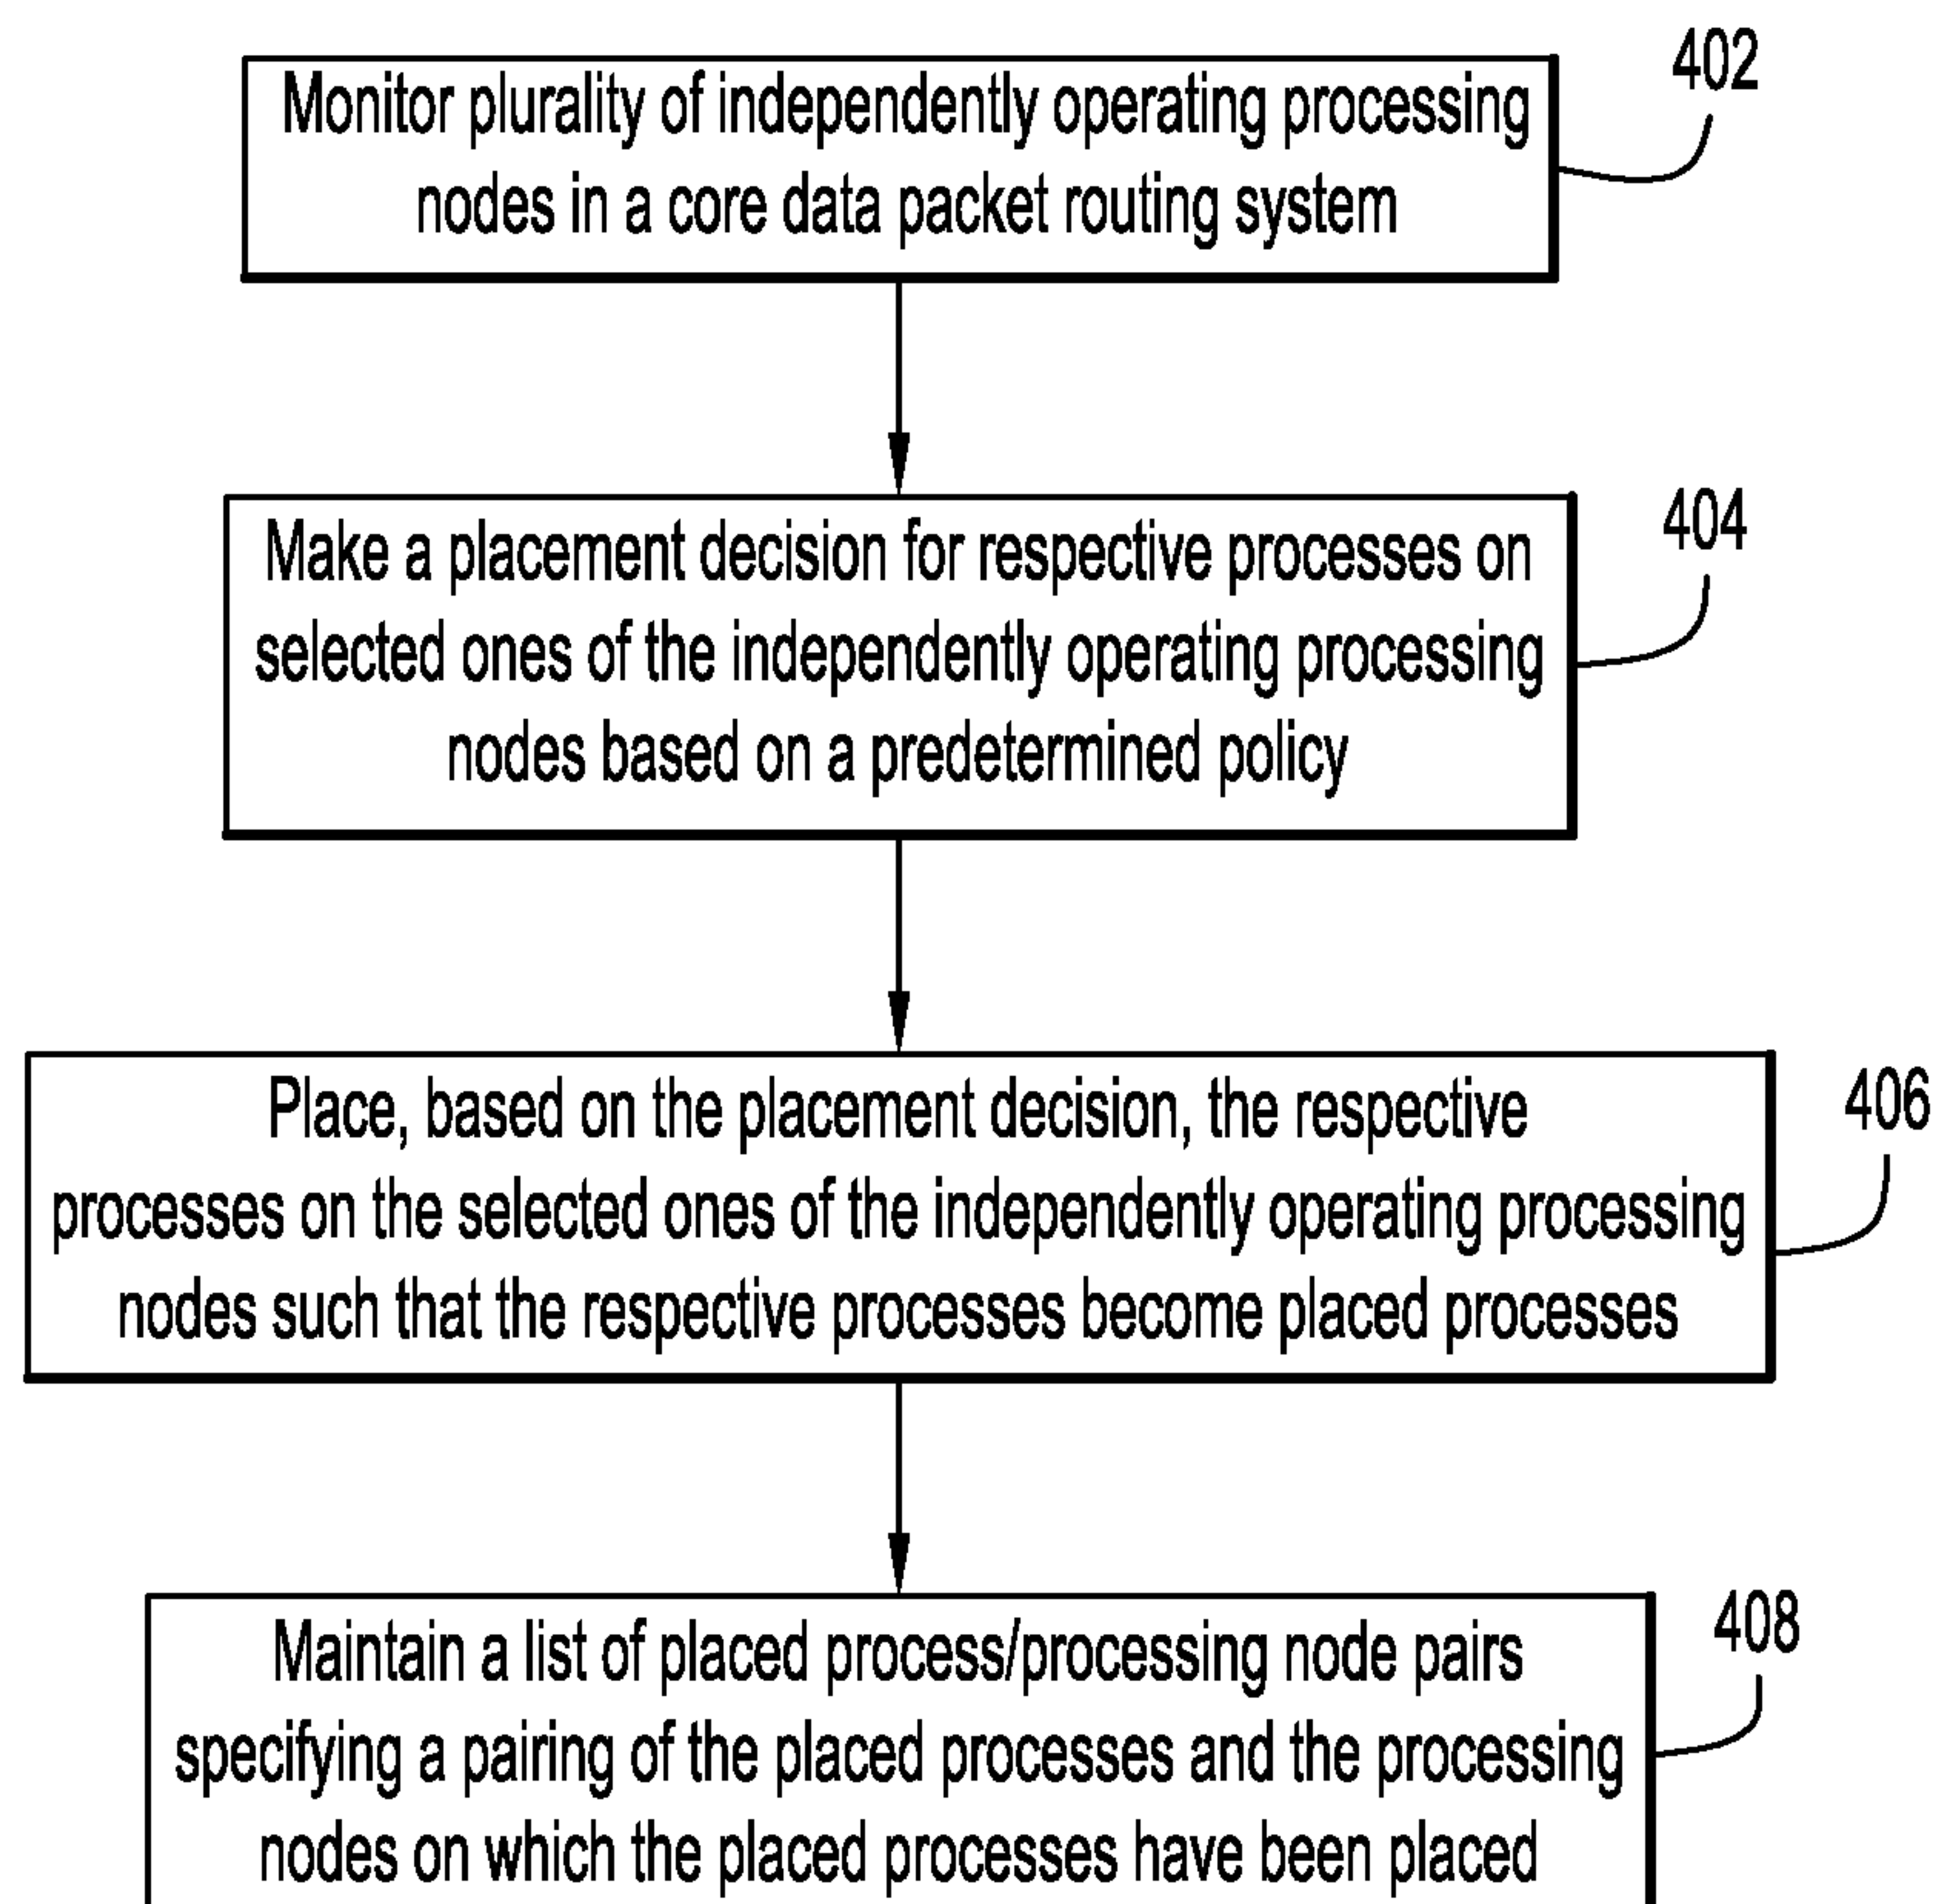 402
Monitor plurality of independently operating processing
nodes in a core data packet routing system
404
Make a placement decision for respective processes on
selected ones of the independently operating processing
nodes based on a predetermined policy
406
Place, based on the placement decision, the respective
processes on the selected ones of the independently operating processing
nodes such that the respective processes become placed processes
408
Maintain a list of placed process/processing node pairs
specifying a pairing of the placed processes and the processing
nodes on which the placed processes have been placed